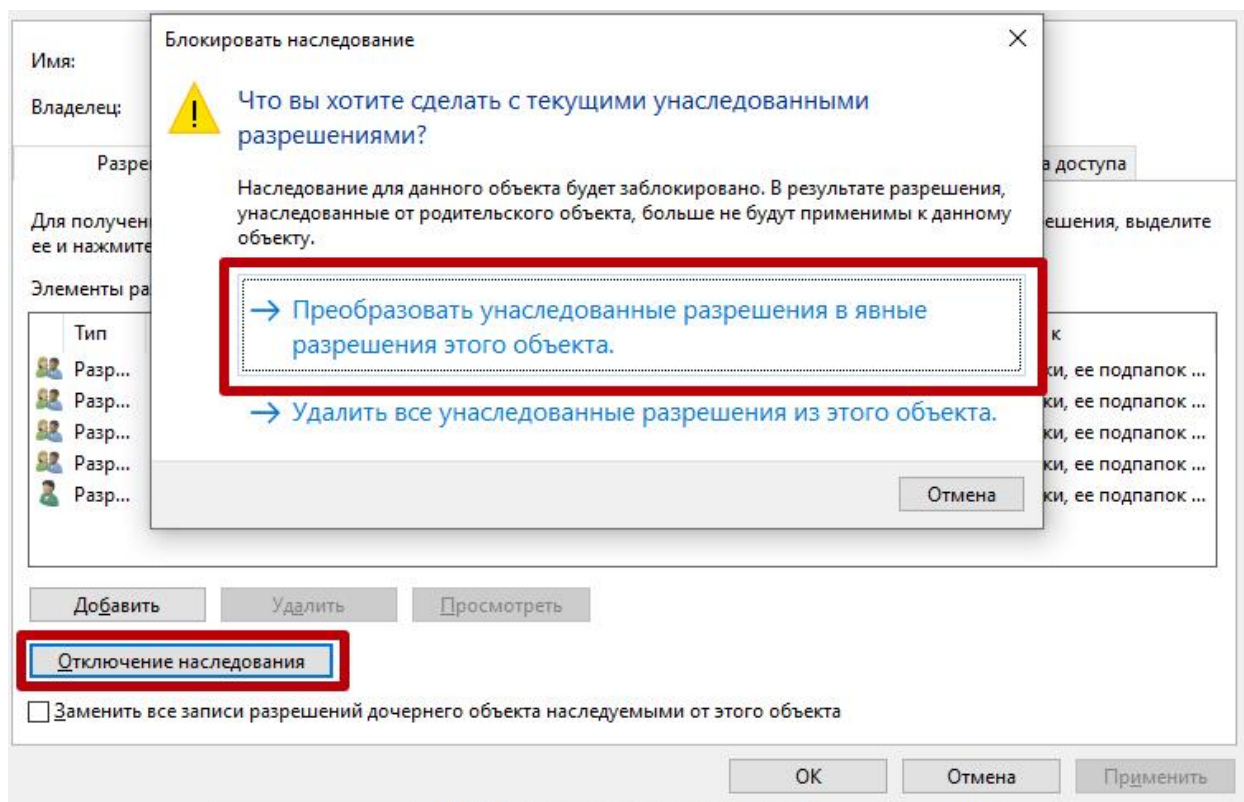 Блокировать наследование
Имя:
Владелец:
Что вы хотите сделать с текущими унаследованными
разрешениями?
Наследование для данного объекта будет заблокировано. В результате разрешения,
унаследованные от родительского объекта, больше не будут применимы к данному
объекту.
Преобразовать унаследованные разрешения в явные
разрешения этого объекта.
Удалить все унаследованные разрешения из этого объекта.
Отмена
Разре
а доступа
Для получен
ешения, выделите
ее и нажмите
Элементы ра
Тип
к
Разр...
ки, ее подпапок ...
Разр...
ки, ее подпапок ...
Разр...
ки, ее подпапок ...
Разр...
ки, ее подпапок ...
Разр...
ки, ее подпапок ...
Добавить
Удалить
Просмотреть
Отключение наследования
Заменить все записи разрешений дочернего объекта наследуемыми от этого объекта
ОК
Отмена
Применить